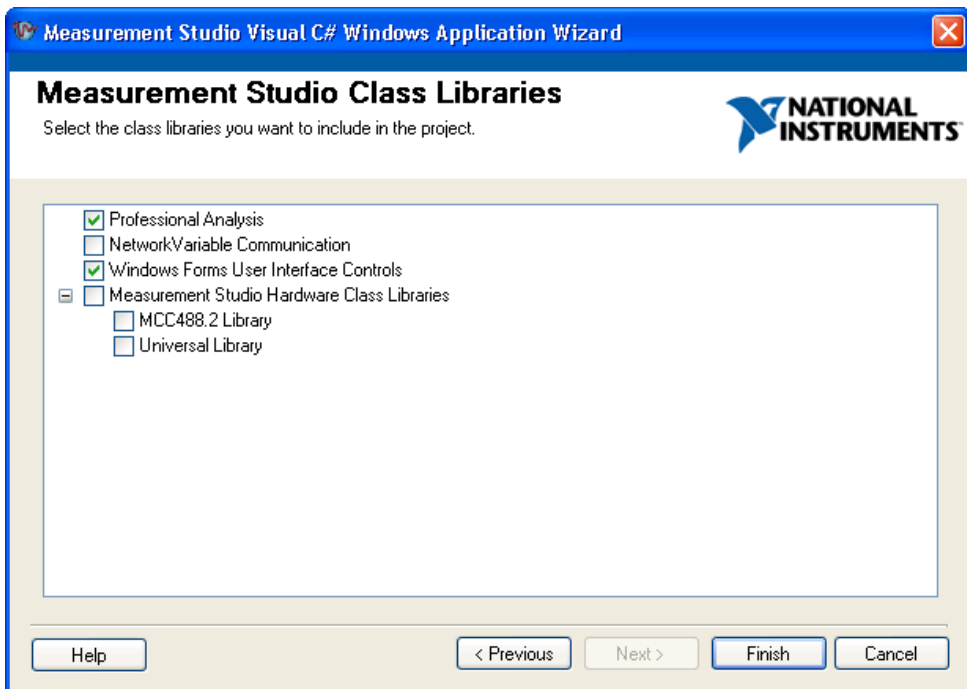 Measurement Studio Visual C# Windows Application Wizard
Measurement Studio Class Libraries
Select the class libraries you want to include in the project.
NATIONAL
INSTRUMENTS
Professional Analysis
NetworkVariable Communication
Windows Forms User Interface Controls
Measurement Studio Hardware Class Libraries
MCC488.2 Library
Universal Library
Help
< Previous
Next >
Finish
Cancel